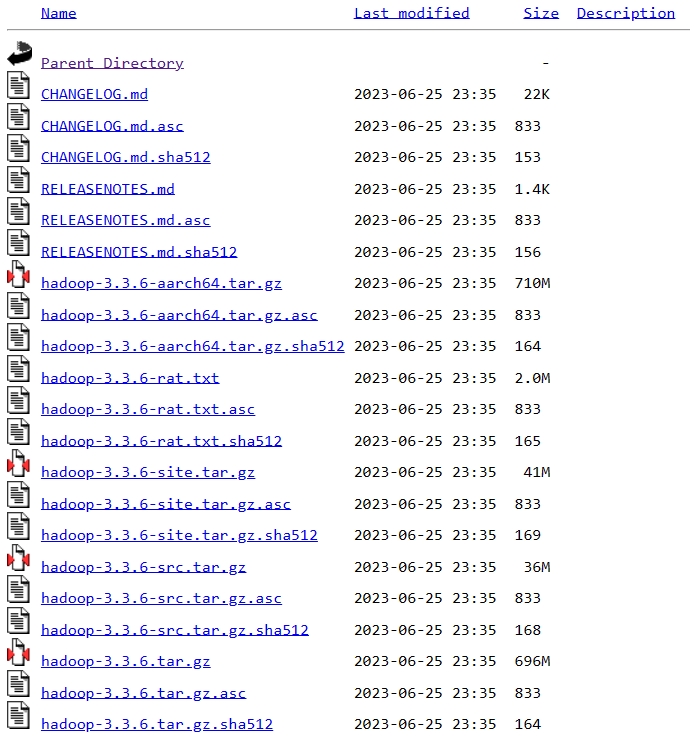 Name Last modified Size Description
Parent Directory -
CHANGELOG.md 2023-06-25 23:35 22K
CHANGELOG.md.asc 2023-06-25 23:35 833
CHANGELOG.md.sha512 2023-06-25 23:35 153
RELEASENOTES.md 2023-06-25 23:35 1.4K
RELEASENOTES.md.asc 2023-06-25 23:35 833
RELEASENOTES.md.sha512 2023-06-25 23:35 156
hadoop-3.3.6-aarch64.tar.gz 2023-06-25 23:35 710M
hadoop-3.3.6-aarch64.tar.gz.asc 2023-06-25 23:35 833
hadoop-3.3.6-aarch64.tar.gz.sha512 2023-06-25 23:35 164
hadoop-3.3.6-rat.txt 2023-06-25 23:35 2.0M
hadoop-3.3.6-rat.txt.asc 2023-06-25 23:35 833
hadoop-3.3.6-rat.txt.sha512 2023-06-25 23:35 165
hadoop-3.3.6-site.tar.gz 2023-06-25 23:35 41M
hadoop-3.3.6-site.tar.gz.asc 2023-06-25 23:35 833
hadoop-3.3.6-site.tar.gz.sha512 2023-06-25 23:35 169
hadoop-3.3.6-src.tar.gz 2023-06-25 23:35 36M
hadoop-3.3.6-src.tar.gz.asc 2023-06-25 23:35 833
hadoop-3.3.6-src.tar.gz.sha512 2023-06-25 23:35 168
hadoop-3.3.6.tar.gz 2023-06-25 23:35 696M
hadoop-3.3.6.tar.gz.asc 2023-06-25 23:35 833
hadoop-3.3.6.tar.gz.sha512 2023-06-25 23:35 164